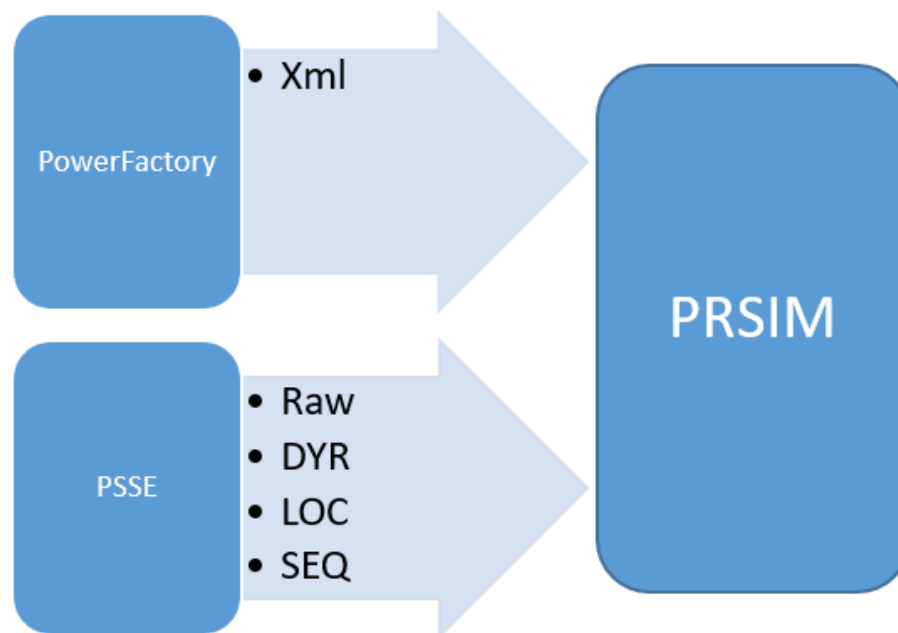 PowerFactory
• Xml
PSSE
• Raw
• DYR
• LOC
• SEQ
PRSIM